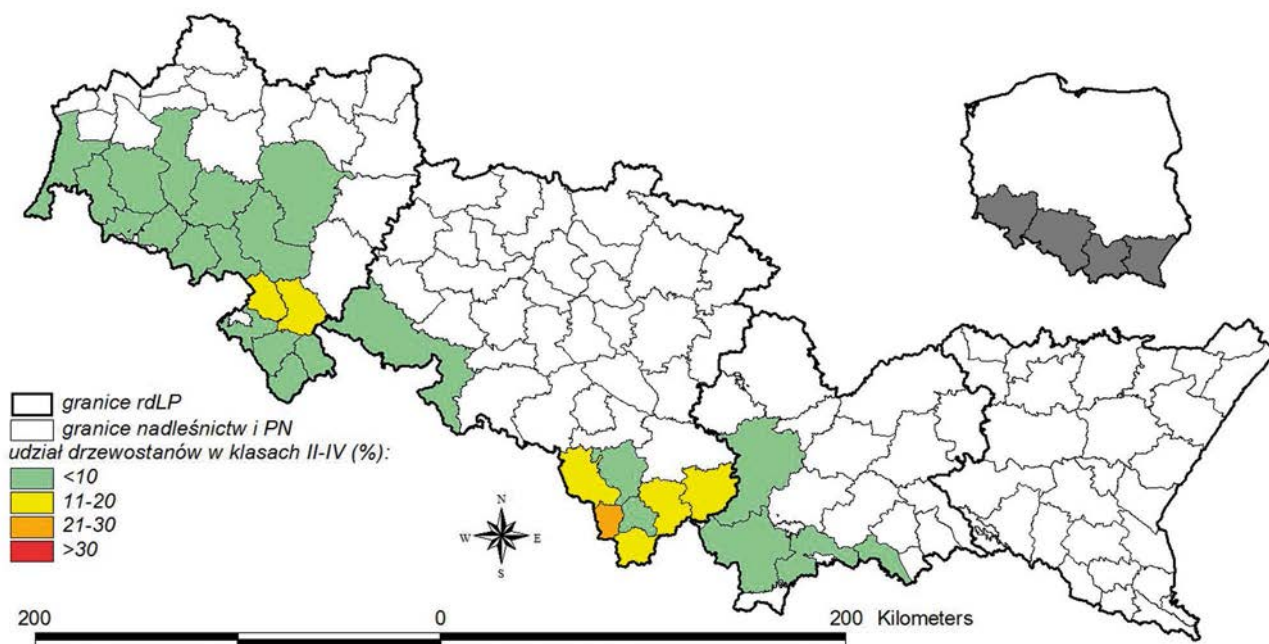 granice rdLP
granice nadleśnictw i PN
udział drzewostanów w klasach II-IV (%):
<10
11-20
21-30
>30
N
W E
S
200 0 200 Kilometers